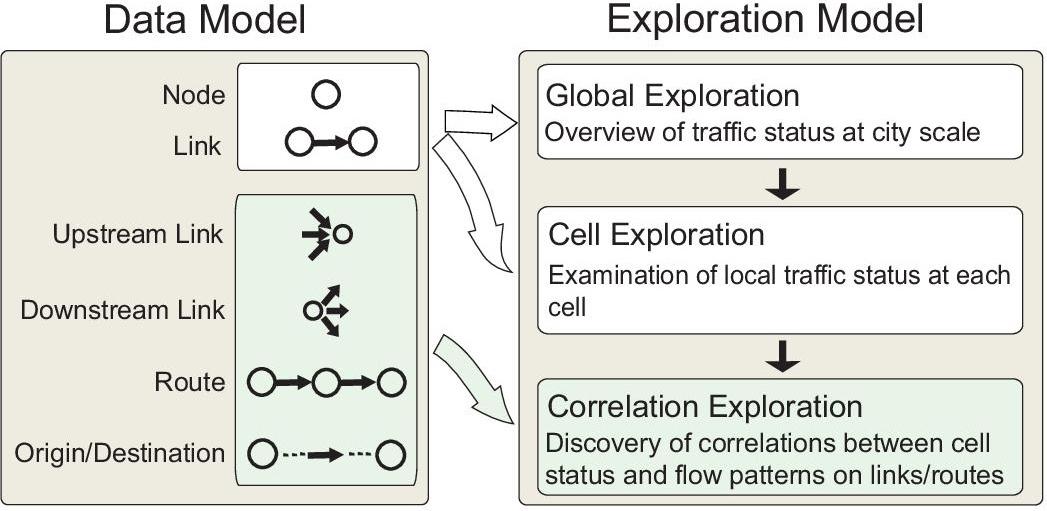 Data Model
Node
Link
Upstream Link
Downstream Link
Route
Origin/Destination
Exploration Model
Global Exploration
Overview of traffic status at city scale
Cell Exploration
Examination of local traffic status at each
cell
Correlation Exploration
Discovery of correlations between cell
status and flow patterns on links/routes